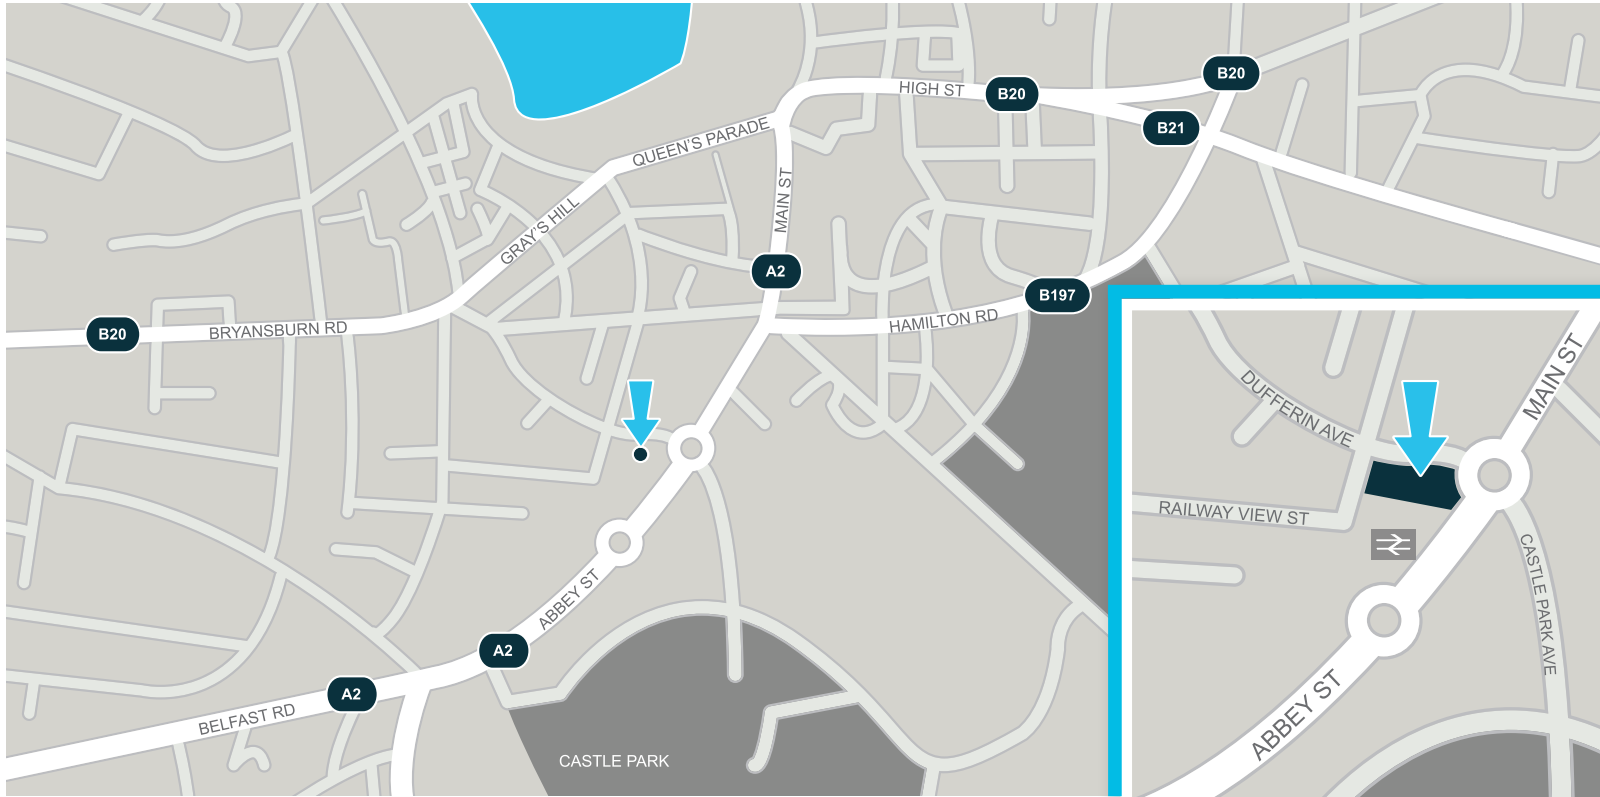 B20
HIGH ST
B20
B21
QUEEN'S PARADE
MAIN ST
GRAY'S HILL
A2
B197
B20
BRYANSBURN RD
HAMILTON RD
MAIN ST
DUFFERIN AVE
RAILWAY VIEW ST
CASTLE PARK AVE
ABBEY ST
A2
A2
BELFAST RD
ABBEY ST
CASTLE PARK